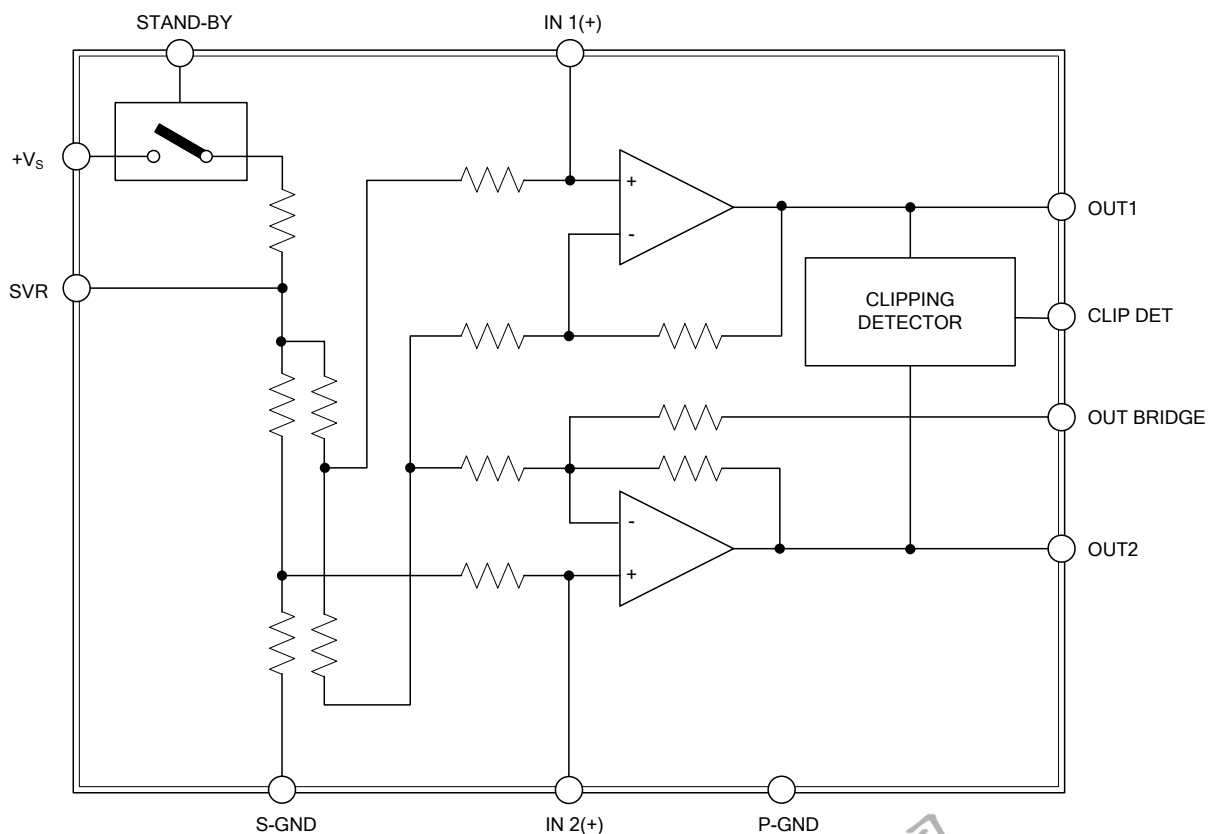 STAND-BY
IN 1(+)
+VS
+
OUT1
-
SVR
CLIPPING
DETECTOR
CLIP DET
OUT BRIDGE
-
OUT2
+
S-GND
IN 2(+)
P-GND